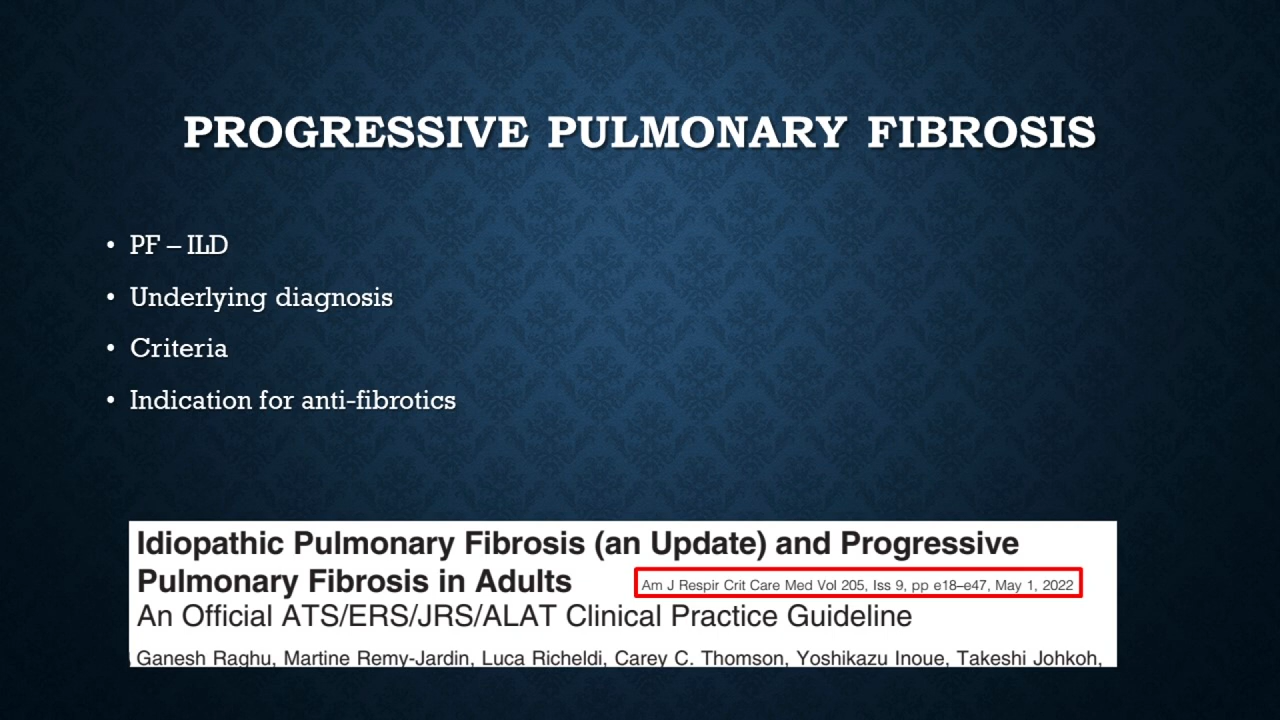 PROGRESSIVE PULMONARY FIBROSIS
• PF – ILD
• Underlying diagnosis
• Criteria
• Indication for anti-fibrotics
Idiopathic Pulmonary Fibrosis (an Update) and Progressive
Pulmonary Fibrosis in Adults
Am J Respir Crit Care Med Vol 205, Iss 9, pp e18–e47, May 1, 2022
An Official ATS/ERS/JRS/ALAT Clinical Practice Guideline
Ganesh Raghu, Martine Remy-Jardin, Luca Richeldi, Carey C. Thomson, Yoshikazu Inoue, Takeshi Johkoh,